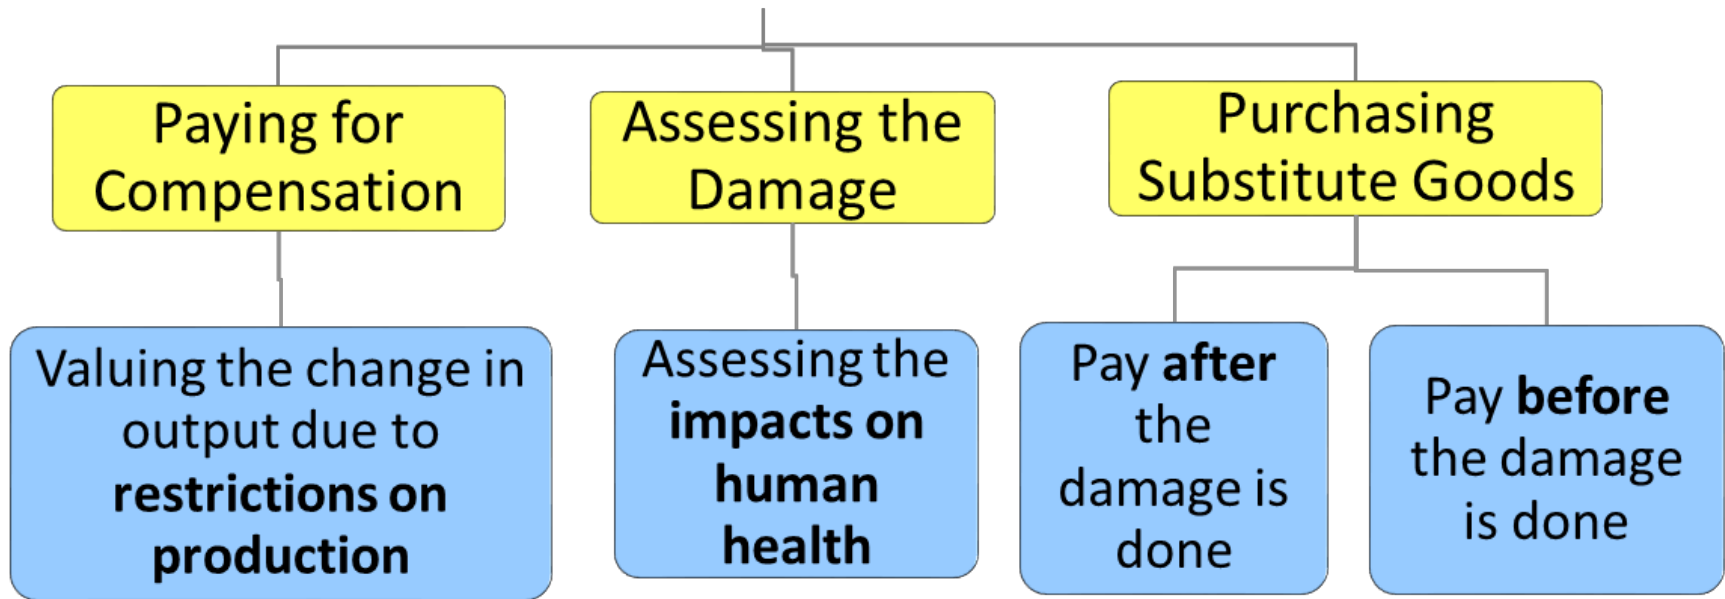 Paying for
Compensation
Assessing the
Damage
Purchasing
Substitute Goods
Valuing the change in
output due to
restrictions on
production
Assessing the
impacts on
human
health
Pay after
the
damage is
done
Pay before
the damage
is done